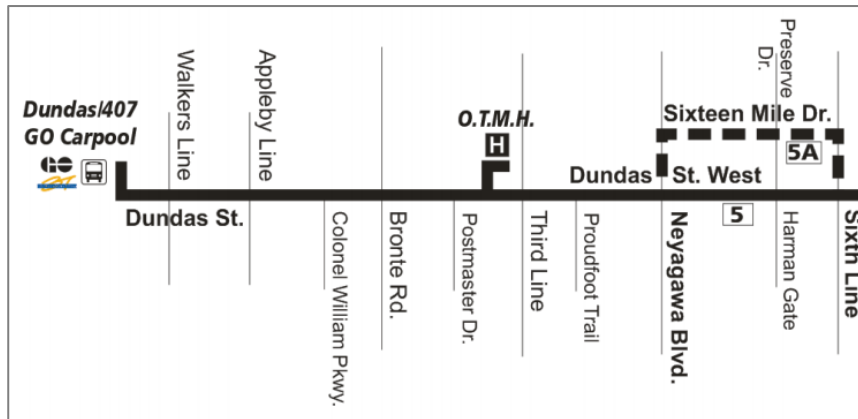 Dundas/407
GO Carpool
GO
Walkers Line
Appleby Line
O.T.M.H.
H
Preserve
Dr.
Sixteen Mile Dr.
5A
Dundas St. West
Dundas St.
5
Colonel William Pkwy.
Bronte Rd.
Postmaster Dr.
Third Line
Proudfoot Trail
Neyagawa Blvd.
Harman Gate
Sixth Line